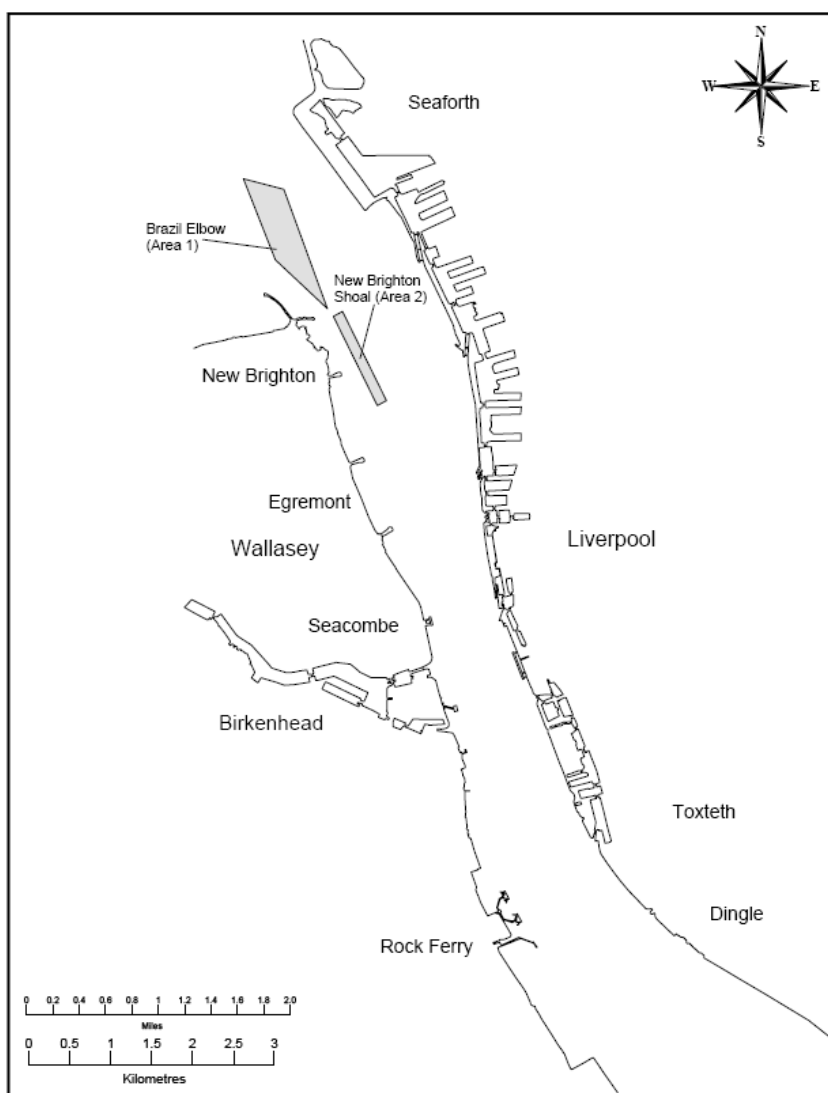 N
W
E
S
Seaforth
Brazil Elbow
(Area 1)
New Brighton
Shoal (Area 2)
New Brighton
Egremont
Wallasey
Liverpool
Seacombe
Birkenhead
Toxteth
Dingle
Rock Ferry
0 0.2 0.4 0.6 0.8 1 1.2 1.4 1.6 1.8 2.0
Miles
0 0.5 1 1.5 2 2.5 3
Kilometres